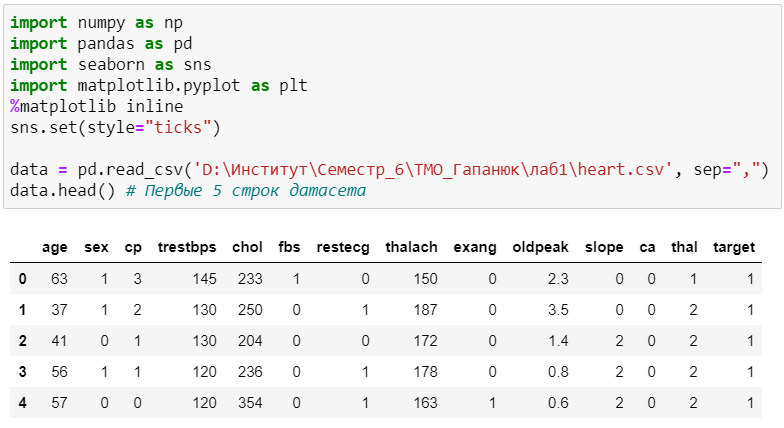 import numpy as np
import pandas as pd
import seaborn as sns
import matplotlib.pyplot as plt
%matplotlib inline
sns.set(style="ticks")
data = pd.read_csv('D:\Институт\Семестр_6\ТМО_Гапанюк\лаб1\heart.csv', sep=",")
data.head() # Первые 5 строк датасета
age sex cp trestbps chol fbs restecg thalach exang oldpeak slope ca thal target
0 63 1 3 145 233 1 0 150 0 2.3 0 0 1 1
1 37 1 2 130 250 0 1 187 0 3.5 0 0 2 1
2 41 0 1 130 204 0 0 172 0 1.4 2 0 2 1
3 56 1 1 120 236 0 1 178 0 0.8 2 0 2 1
4 57 0 0 120 354 0 1 163 1 0.6 2 0 2 1